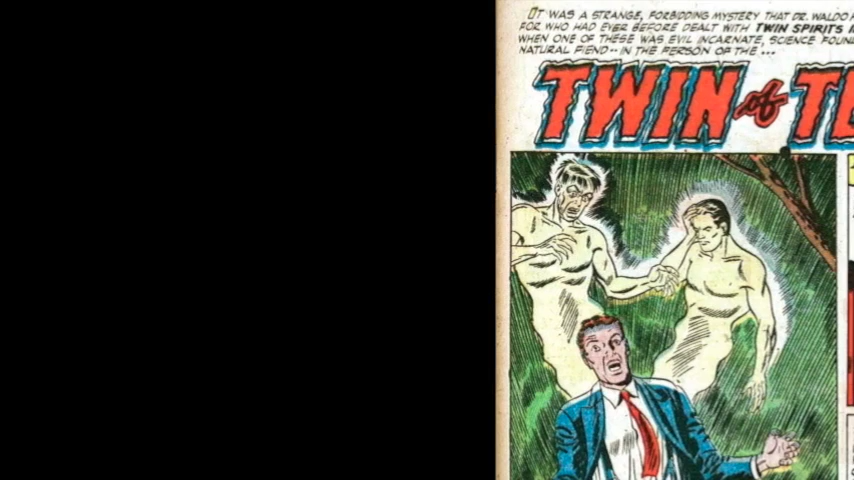 IT WAS A STRANGE, FORBIDDING MYSTERY THAT DR. WALDO
FOR WHO HAD EVER BEFORE DEALT WITH TWIN SPIRITS
WHEN ONE OF THESE WAS EVIL INCARNATE, SCIENCE FOUN
NATURAL FIEND -- IN THE PERSON OF THE ...
TWIN of TE